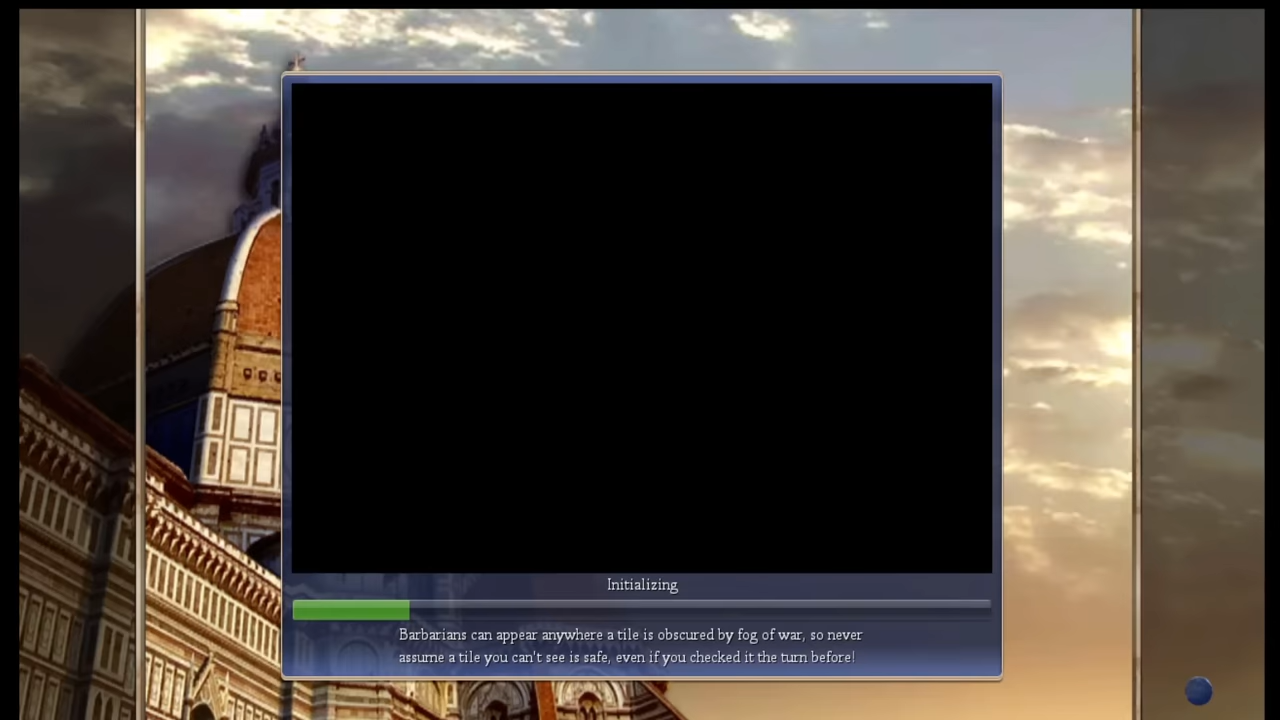 Initializing
Barbarians can appear anywhere a tile is obscured by fog of war, so never
assume a tile you can't see is safe, even if you checked it the turn before!